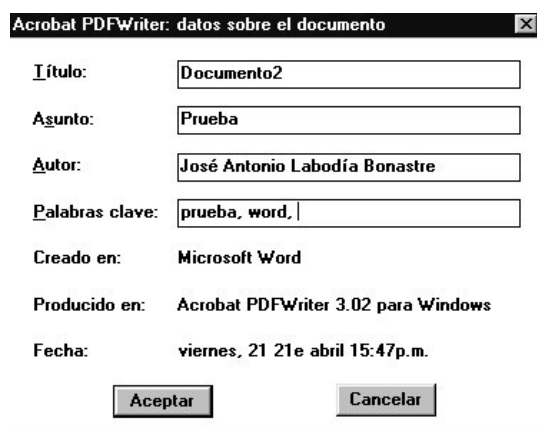 Acrobat PDFWriter: datos sobre el documento
Título: Documento2
Asunto: Prueba
Autor: José Antonio Labodía Bonastre
Palabras clave: prueba, word,
Creado en: Microsoft Word
Producido en: Acrobat PDFWriter 3.02 para Windows
Fecha: viernes, 21 21e abril 15:47p.m.
Aceptar Cancelar